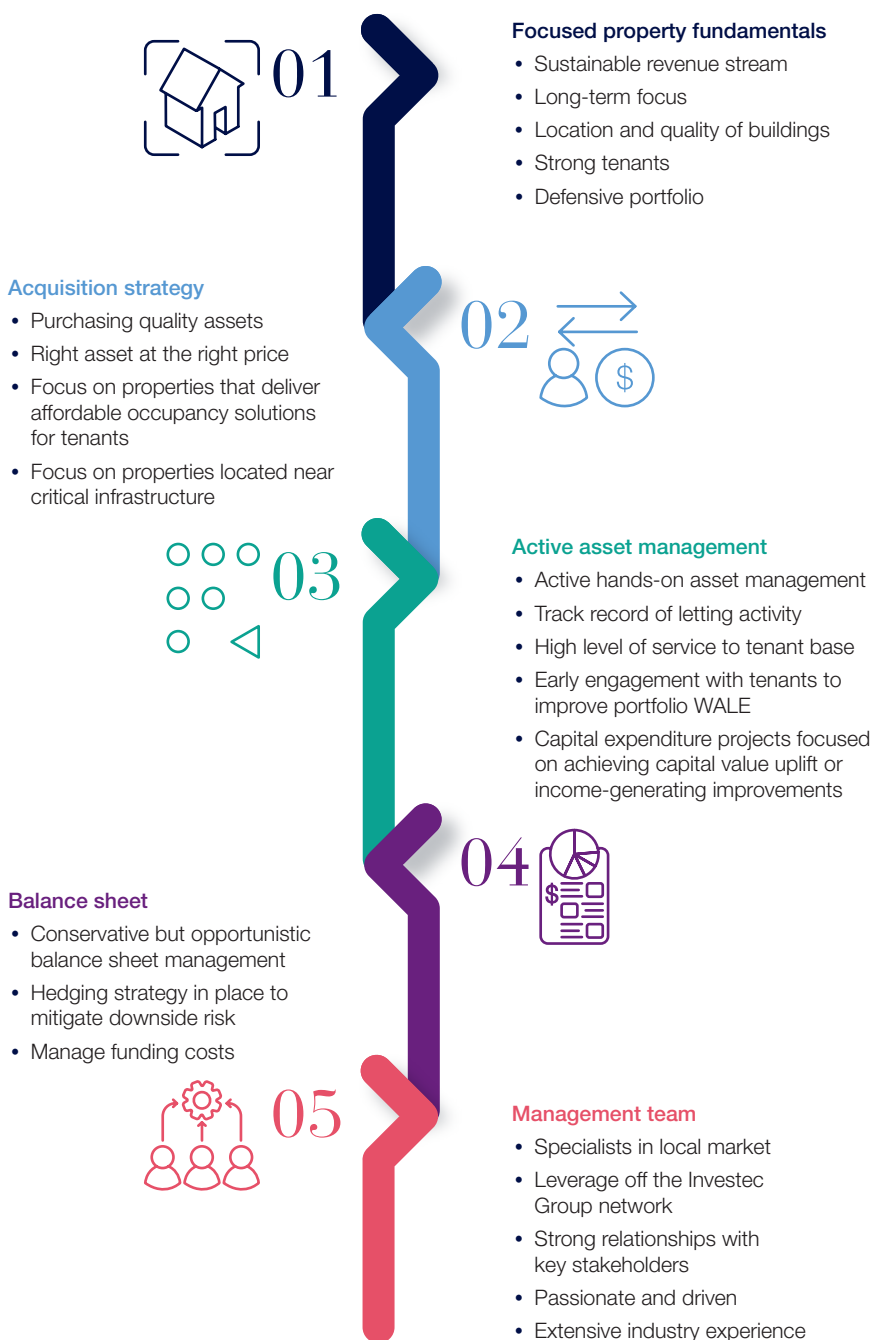 01
Focused property fundamentals
• Sustainable revenue stream
• Long-term focus
• Location and quality of buildings
• Strong tenants
• Defensive portfolio
Acquisition strategy
• Purchasing quality assets
• Right asset at the right price
• Focus on properties that deliver
affordable occupancy solutions
for tenants
• Focus on properties located near
critical infrastructure
02
$
03
Active asset management
• Active hands-on asset management
• Track record of letting activity
• High level of service to tenant base
• Early engagement with tenants to
improve portfolio WALE
• Capital expenditure projects focused
on achieving capital value uplift or
income-generating improvements
Balance sheet
• Conservative but opportunistic
balance sheet management
• Hedging strategy in place to
mitigate downside risk
• Manage funding costs
04
$
05
Management team
• Specialists in local market
• Leverage off the Investec
Group network
• Strong relationships with
key stakeholders
• Passionate and driven
• Extensive industry experience